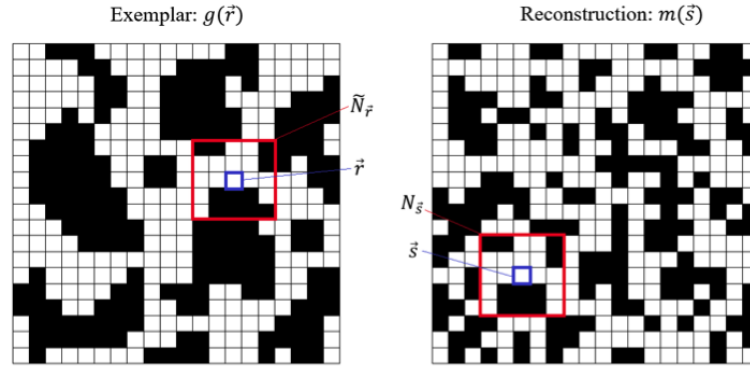 Exemplar: g(r⃗)
Reconstruction: m(s⃗)
Ñ_r⃗
r⃗
N_s⃗
s⃗